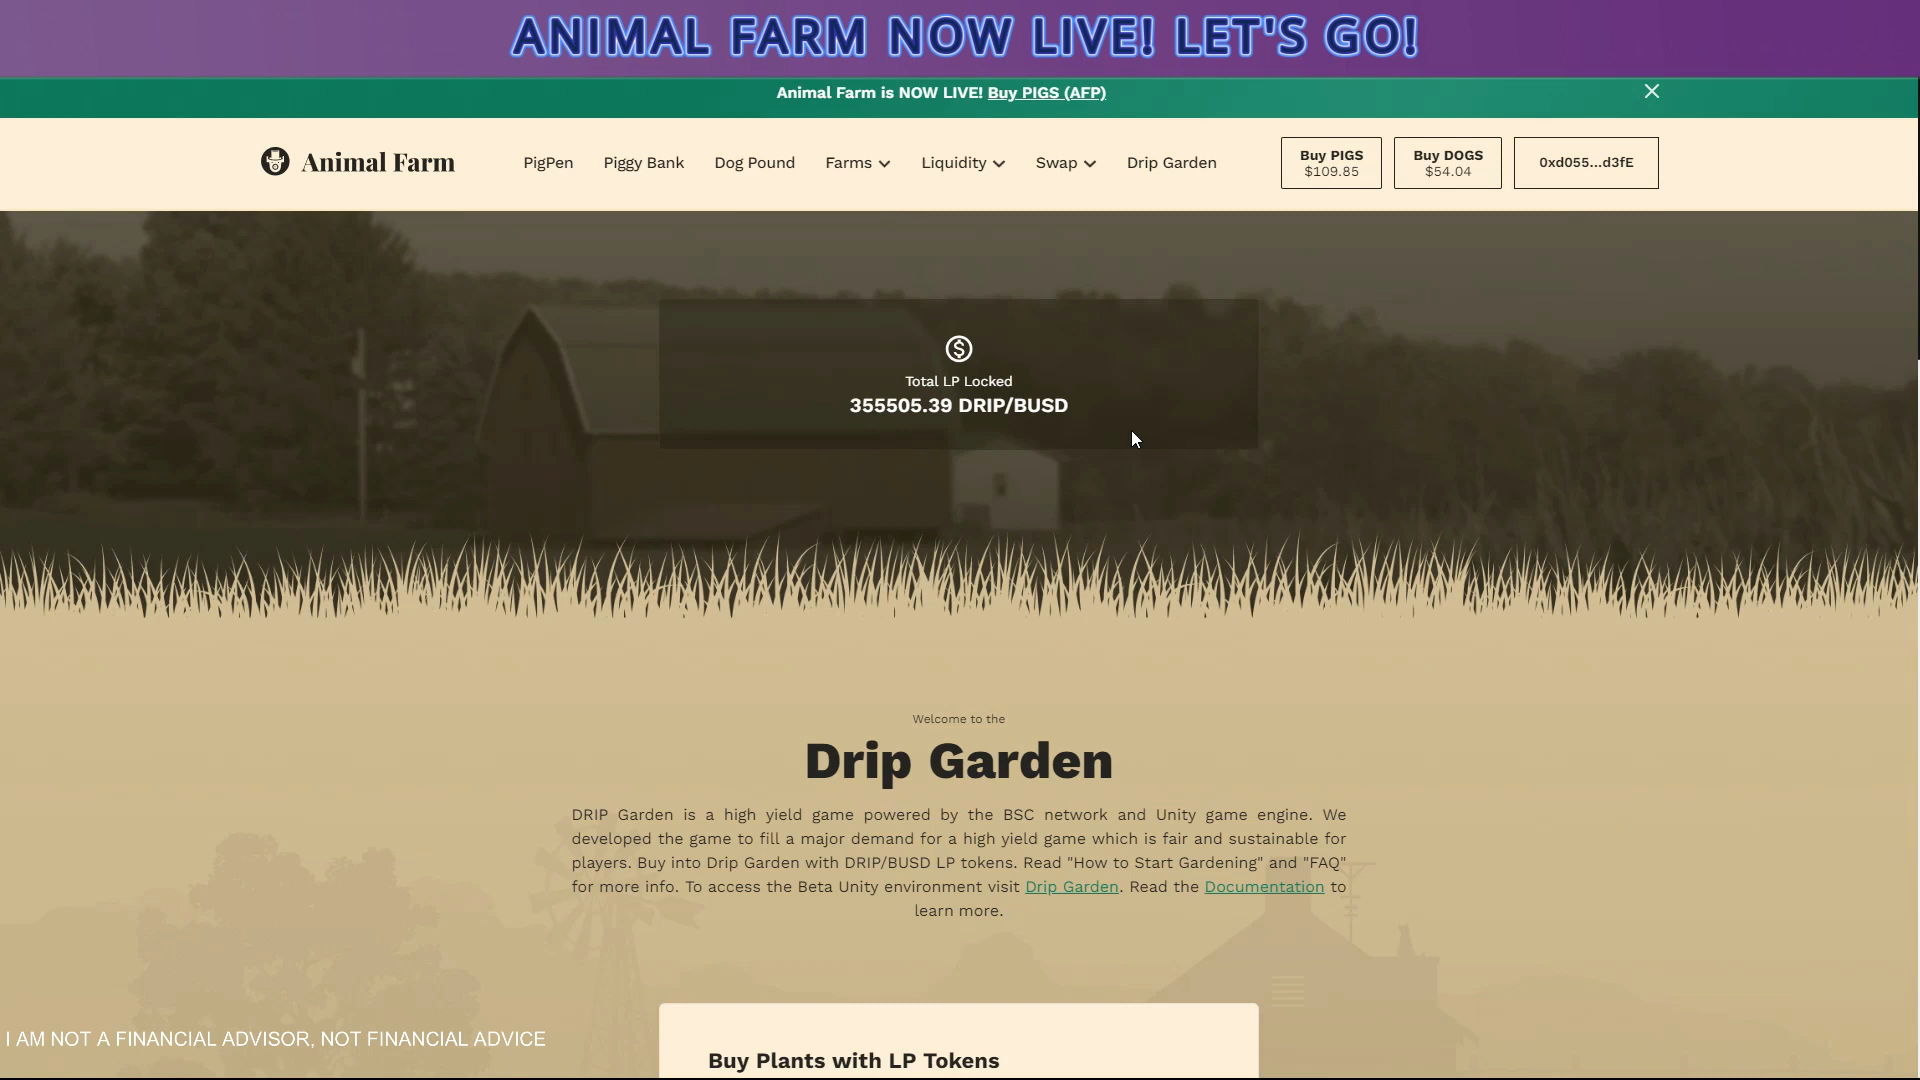 ANIMAL FARM NOW LIVE! LET'S GO!
Animal Farm is NOW LIVE! Buy PIGS (AFP)
Animal Farm
PigPen
Piggy Bank
Dog Pound
Farms
Liquidity
Swap
Drip Garden
Buy PIGS
$109.85
Buy DOGS
$54.04
0xd055...d3fE
Total LP Locked
355505.39 DRIP/BUSD
Welcome to the
Drip Garden
DRIP Garden is a high yield game powered by the BSC network and Unity game engine. We
developed the game to fill a major demand for a high yield game which is fair and sustainable for
players. Buy into Drip Garden with DRIP/BUSD LP tokens. Read "How to Start Gardening" and "FAQ"
for more info. To access the Beta Unity environment visit Drip Garden. Read the Documentation to
learn more.
I AM NOT A FINANCIAL ADVISOR, NOT FINANCIAL ADVICE
Buy Plants with LP Tokens